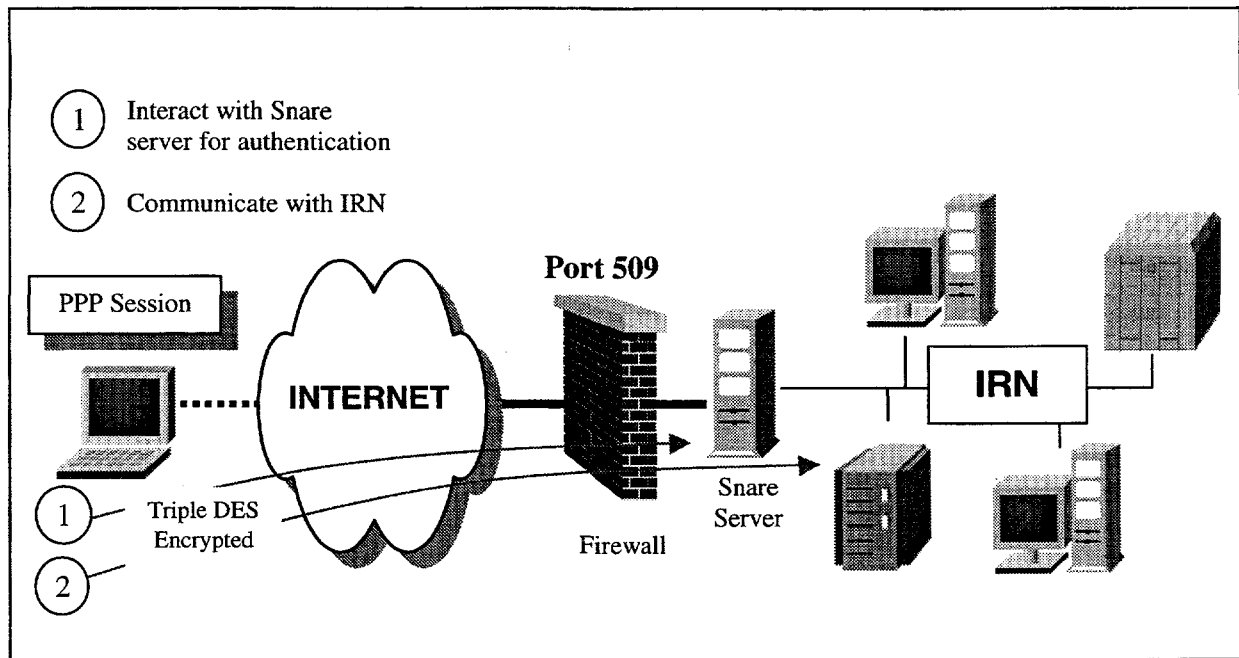 1 Interact with Snare
server for authentication
2 Communicate with IRN
PPP Session
INTERNET
Port 509
IRN
1 Triple DES
Encrypted
2
Firewall
Snare
Server